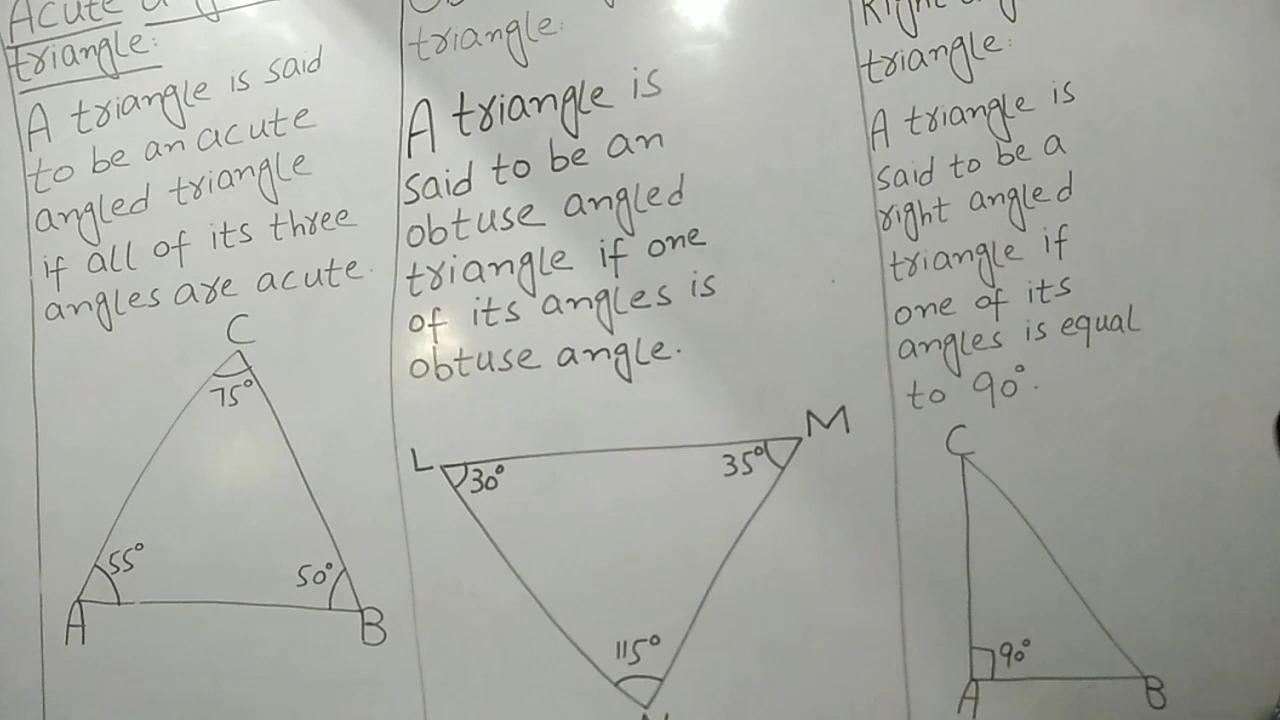 Acute
triangle:
A triangle is said
to be an acute
angled triangle
if all of its three
angles are acute.
C
75°
55°
50°
A
B
triangle:
A triangle is
said to be an
obtuse angled
triangle if one
of its angles is
obtuse angle.
L
M
30°
35°
115°
Right
triangle:
A triangle is
said to be a
right angled
triangle if
one of its
angles is equal
to 90°.
C
90°
A
B